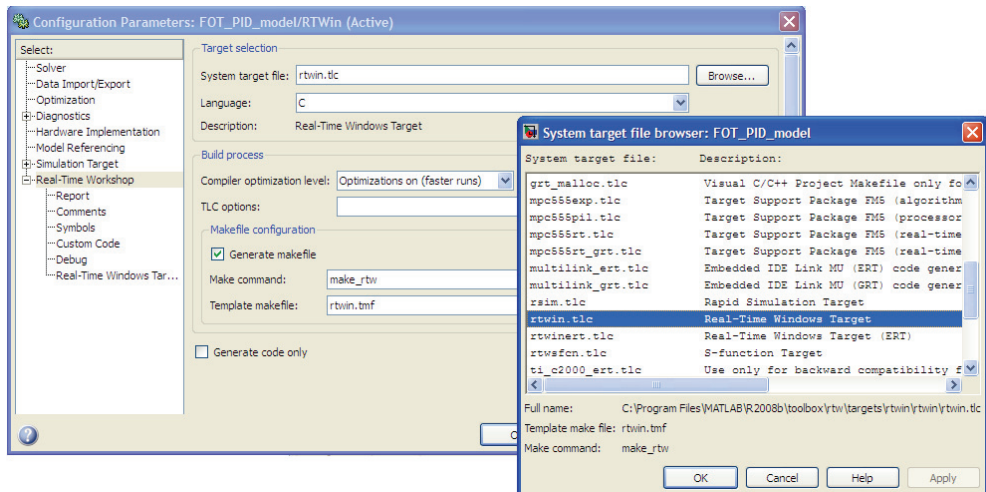 Configuration Parameters: FOT_PID_model/RTWin (Active)
Select:
Solver
Data Import/Export
Optimization
Diagnostics
Hardware Implementation
Model Referencing
Simulation Target
Real-Time Workshop
Report
Comments
Symbols
Custom Code
Debug
Real-Time Windows Tar...
Target selection
System target file: rtwin.tlc Browse...
Language: C
Description: Real-Time Windows Target
Build process
Compiler optimization level: Optimizations on (faster runs)
TLC options:
Makefile configuration
Generate makefile
Make command: make_rtw
Template makefile: rtwin.tmf
Generate code only
System target file browser: FOT_PID_model
System target file: Description:
grt_malloc.tlc Visual C/C++ Project Makefile only fo
mpc555exp.tlc Target Support Package FM5 (algorithm
mpc555pil.tlc Target Support Package FM5 (processor
mpc555rt.tlc Target Support Package FM5 (real-time
mpc555rt_grt.tlc Target Support Package FM5 (real-time
multilink_ert.tlc Embedded IDE Link MU (ERT) code gener
multilink_grt.tlc Embedded IDE Link MU (GRT) code gener
rsim.tlc Rapid Simulation Target
rtwin.tlc Real-Time Windows Target
rtwinert.tlc Real-Time Windows Target (ERT)
rtwsfcn.tlc S-function Target
ti_c2000_ert.tlc Use only for backward compatibility f
Full name: C:\Program Files\MATLAB\R2008b\toolbox\rtw\targets\rtwin\rtwin\rtwin.tlc
Template make file: rtwin.tmf
Make command: make_rtw
OK Cancel Help Apply